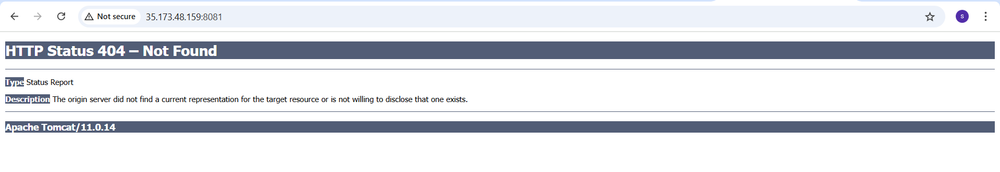 Not secure 35.173.48.159:8081
S
HTTP Status 404 – Not Found
Type Status Report
Description The origin server did not find a current representation for the target resource or is not willing to disclose that one exists.
Apache Tomcat/11.0.14